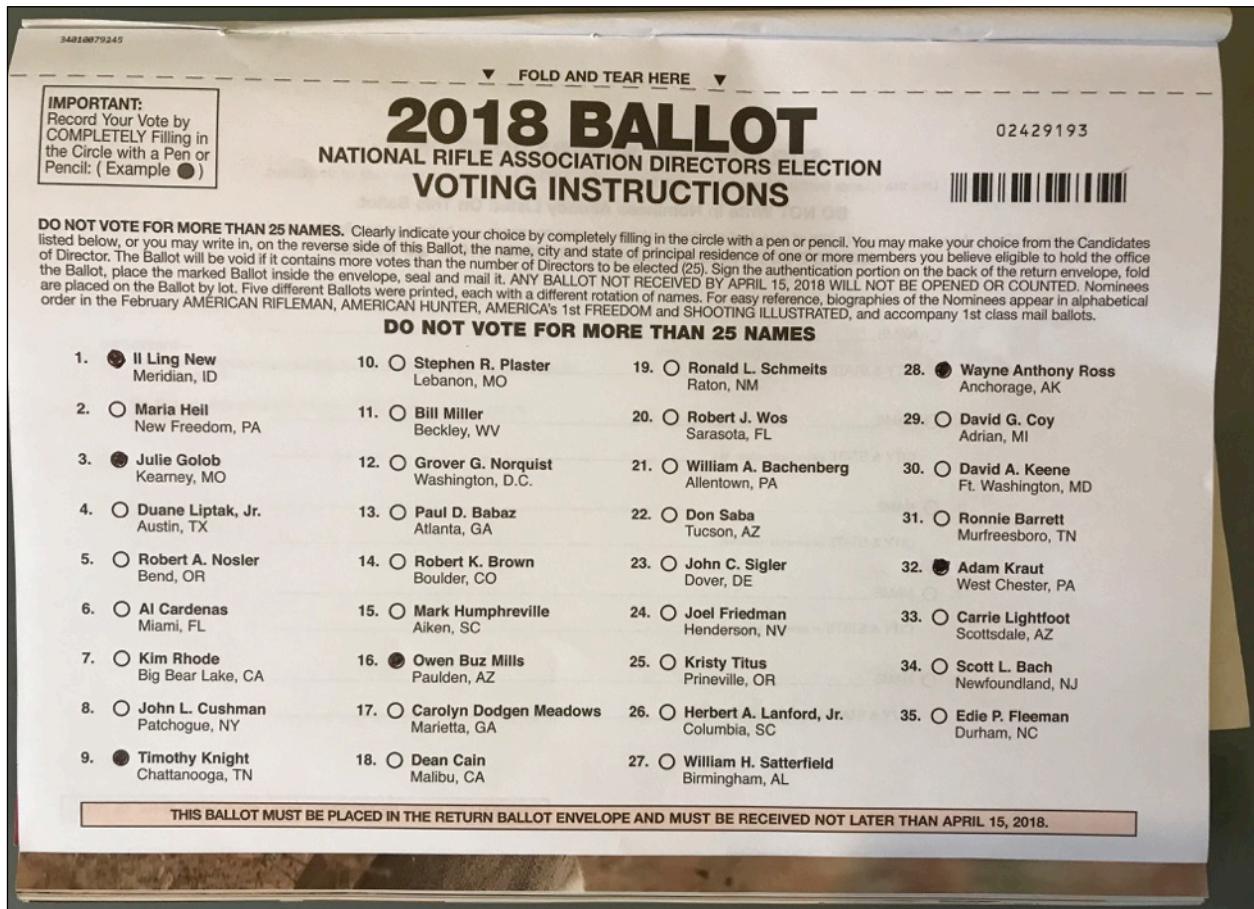 34010079245
▼ FOLD AND TEAR HERE ▼
IMPORTANT:
Record Your Vote by
COMPLETELY Filling in
the Circle with a Pen or
Pencil: ( Example ● )
2018 BALLOT
NATIONAL RIFLE ASSOCIATION DIRECTORS ELECTION
VOTING INSTRUCTIONS
02429193
DO NOT VOTE FOR MORE THAN 25 NAMES. Clearly indicate your choice by completely filling in the circle with a pen or pencil. You may make your choice from the Candidates
listed below, or you may write in, on the reverse side of this Ballot, the name, city and state of principal residence of one or more members you believe eligible to hold the office
of Director. The Ballot will be void if it contains more votes than the number of Directors to be elected (25). Sign the authentication portion on the back of the return envelope, fold
the Ballot, place the marked Ballot inside the envelope, seal and mail it. ANY BALLOT NOT RECEIVED BY APRIL 15, 2018 WILL NOT BE OPENED OR COUNTED. Nominees
are placed on the Ballot by lot. Five different Ballots were printed, each with a different rotation of names. For easy reference, biographies of the Nominees appear in alphabetical
order in the February AMERICAN RIFLEMAN, AMERICAN HUNTER, AMERICA's 1st FREEDOM and SHOOTING ILLUSTRATED, and accompany 1st class mail ballots.
DO NOT VOTE FOR MORE THAN 25 NAMES
1. Il Ling New
Meridian, ID
2. Maria Heil
New Freedom, PA
3. Julie Golob
Kearney, MO
4. Duane Liptak, Jr.
Austin, TX
5. Robert A. Nosler
Bend, OR
6. Al Cardenas
Miami, FL
7. Kim Rhode
Big Bear Lake, CA
8. John L. Cushman
Patchogue, NY
9. Timothy Knight
Chattanooga, TN
10. Stephen R. Plaster
Lebanon, MO
11. Bill Miller
Beckley, WV
12. Grover G. Norquist
Washington, D.C.
13. Paul D. Babaz
Atlanta, GA
14. Robert K. Brown
Boulder, CO
15. Mark Humphreville
Aiken, SC
16. Owen Buz Mills
Paulden, AZ
17. Carolyn Dodgen Meadows
Marietta, GA
18. Dean Cain
Malibu, CA
19. Ronald L. Schmeits
Raton, NM
20. Robert J. Wos
Sarasota, FL
21. William A. Bachenberg
Allentown, PA
22. Don Saba
Tucson, AZ
23. John C. Sigler
Dover, DE
24. Joel Friedman
Henderson, NV
25. Kristy Titus
Prineville, OR
26. Herbert A. Lanford, Jr.
Columbia, SC
27. William H. Satterfield
Birmingham, AL
28. Wayne Anthony Ross
Anchorage, AK
29. David G. Coy
Adrian, MI
30. David A. Keene
Ft. Washington, MD
31. Ronnie Barrett
Murfreesboro, TN
32. Adam Kraut
West Chester, PA
33. Carrie Lightfoot
Scottsdale, AZ
34. Scott L. Bach
Newfoundland, NJ
35. Edie P. Fleeman
Durham, NC
THIS BALLOT MUST BE PLACED IN THE RETURN BALLOT ENVELOPE AND MUST BE RECEIVED NOT LATER THAN APRIL 15, 2018.